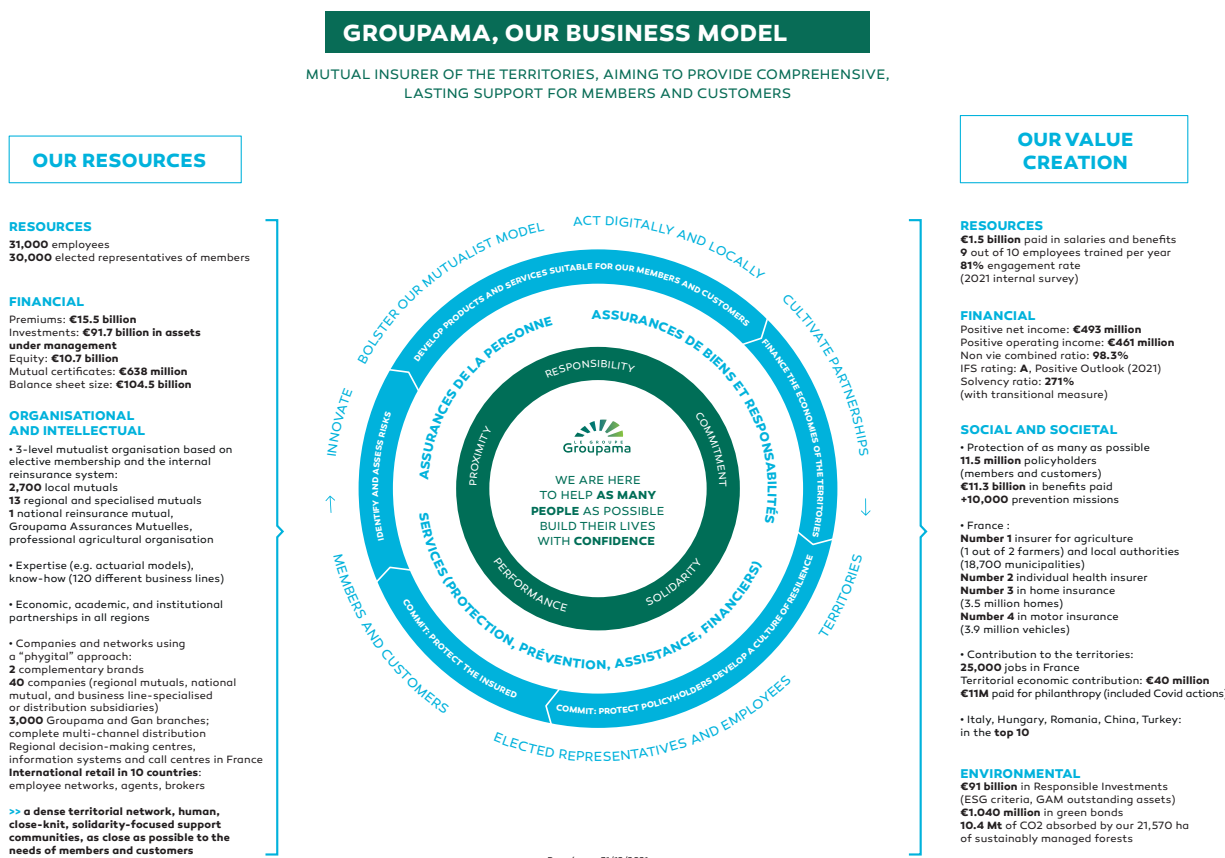 GROUPAMA, OUR BUSINESS MODEL
MUTUAL INSURER OF THE TERRITORIES, AIMING TO PROVIDE COMPREHENSIVE,
LASTING SUPPORT FOR MEMBERS AND CUSTOMERS
OUR RESOURCES
RESOURCES
31,000 employees
30,000 elected representatives of members
FINANCIAL
Premiums: €15.5 billion
Investments: €91.7 billion in assets
under management
Equity: €10.7 billion
Mutual certificates: €638 million
Balance sheet size: €104.5 billion
ORGANISATIONAL
AND INTELLECTUAL
• 3-level mutualist organisation based on
elective membership and the internal
reinsurance system:
2,700 local mutuals
13 regional and specialised mutuals
1 national reinsurance mutual,
Groupama Assurances Mutuelles,
professional agricultural organisation
• Expertise (e.g. actuarial models),
know-how (120 different business lines)
• Economic, academic, and institutional
partnerships in all regions
• Companies and networks using
a “phygital” approach:
2 complementary brands
40 companies (regional mutuals, national
mutual, and business line-specialised
or distribution subsidiaries)
3,000 Groupama and Gan branches;
complete multi-channel distribution
Regional decision-making centres,
information systems and call centres in France
International retail in 10 countries:
employee networks, agents, brokers
>> a dense territorial network, human,
close-knit, solidarity-focused support
communities, as close as possible to the
needs of members and customers
INNOVATE
BOLSTER OUR MUTUALIST MODEL
ACT DIGITALLY AND LOCALLY
CULTIVATE PARTNERSHIPS
TERRITORIES
ELECTED REPRESENTATIVES AND EMPLOYEES
MEMBERS AND CUSTOMERS
IDENTIFY AND ASSESS RISKS
DEVELOP PRODUCTS AND SERVICES SUITABLE FOR OUR MEMBERS AND CUSTOMERS
FINANCE THE ECONOMIES OF THE TERRITORIES
COMMIT: PROTECT POLICYHOLDERS DEVELOP A CULTURE OF RESILIENCE
COMMIT: PROTECT THE INSURED
ASSURANCES DE LA PERSONNE
ASSURANCES DE BIENS ET RESPONSABILITÉS
SERVICES (PROTECTION, PRÉVENTION, ASSISTANCE, FINANCIERS)
RESPONSIBILITY
COMMITMENT
SOLIDARITY
PERFORMANCE
PROXIMITY
LE GROUPE
Groupama
WE ARE HERE
TO HELP AS MANY
PEOPLE AS POSSIBLE
BUILD THEIR LIVES
WITH CONFIDENCE
OUR VALUE
CREATION
RESOURCES
€1.5 billion paid in salaries and benefits
9 out of 10 employees trained per year
81% engagement rate
(2021 internal survey)
FINANCIAL
Positive net income: €493 million
Positive operating income: €461 million
Non vie combined ratio: 98.3%
IFS rating: A, Positive Outlook (2021)
Solvency ratio: 271%
(with transitional measure)
SOCIAL AND SOCIETAL
• Protection of as many as possible
11.5 million policyholders
(members and customers)
€11.3 billion in benefits paid
+10,000 prevention missions
• France :
Number 1 insurer for agriculture
(1 out of 2 farmers) and local authorities
(18,700 municipalities)
Number 2 individual health insurer
Number 3 in home insurance
(3.5 million homes)
Number 4 in motor insurance
(3.9 million vehicles)
• Contribution to the territories:
25,000 jobs in France
Territorial economic contribution: €40 million
€11M paid for philanthropy (included Covid actions)
• Italy, Hungary, Romania, China, Turkey:
in the top 10
ENVIRONMENTAL
€91 billion in Responsible Investments
(ESG criteria, GAM outstanding assets)
€1.040 million in green bonds
10.4 Mt of CO2 absorbed by our 21,570 ha
of sustainably managed forests